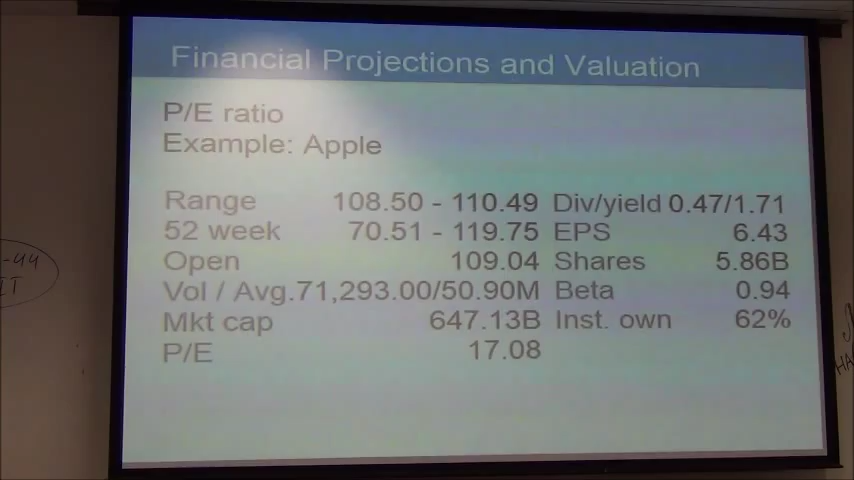 Financial Projections and Valuation
P/E ratio
Example: Apple
Range 108.50 - 110.49 Div/yield 0.47/1.71
52 week 70.51 - 119.75 EPS 6.43
Open 109.04 Shares 5.86B
Vol / Avg.71,293.00/50.90M Beta 0.94
Mkt cap 647.13B Inst. own 62%
P/E 17.08